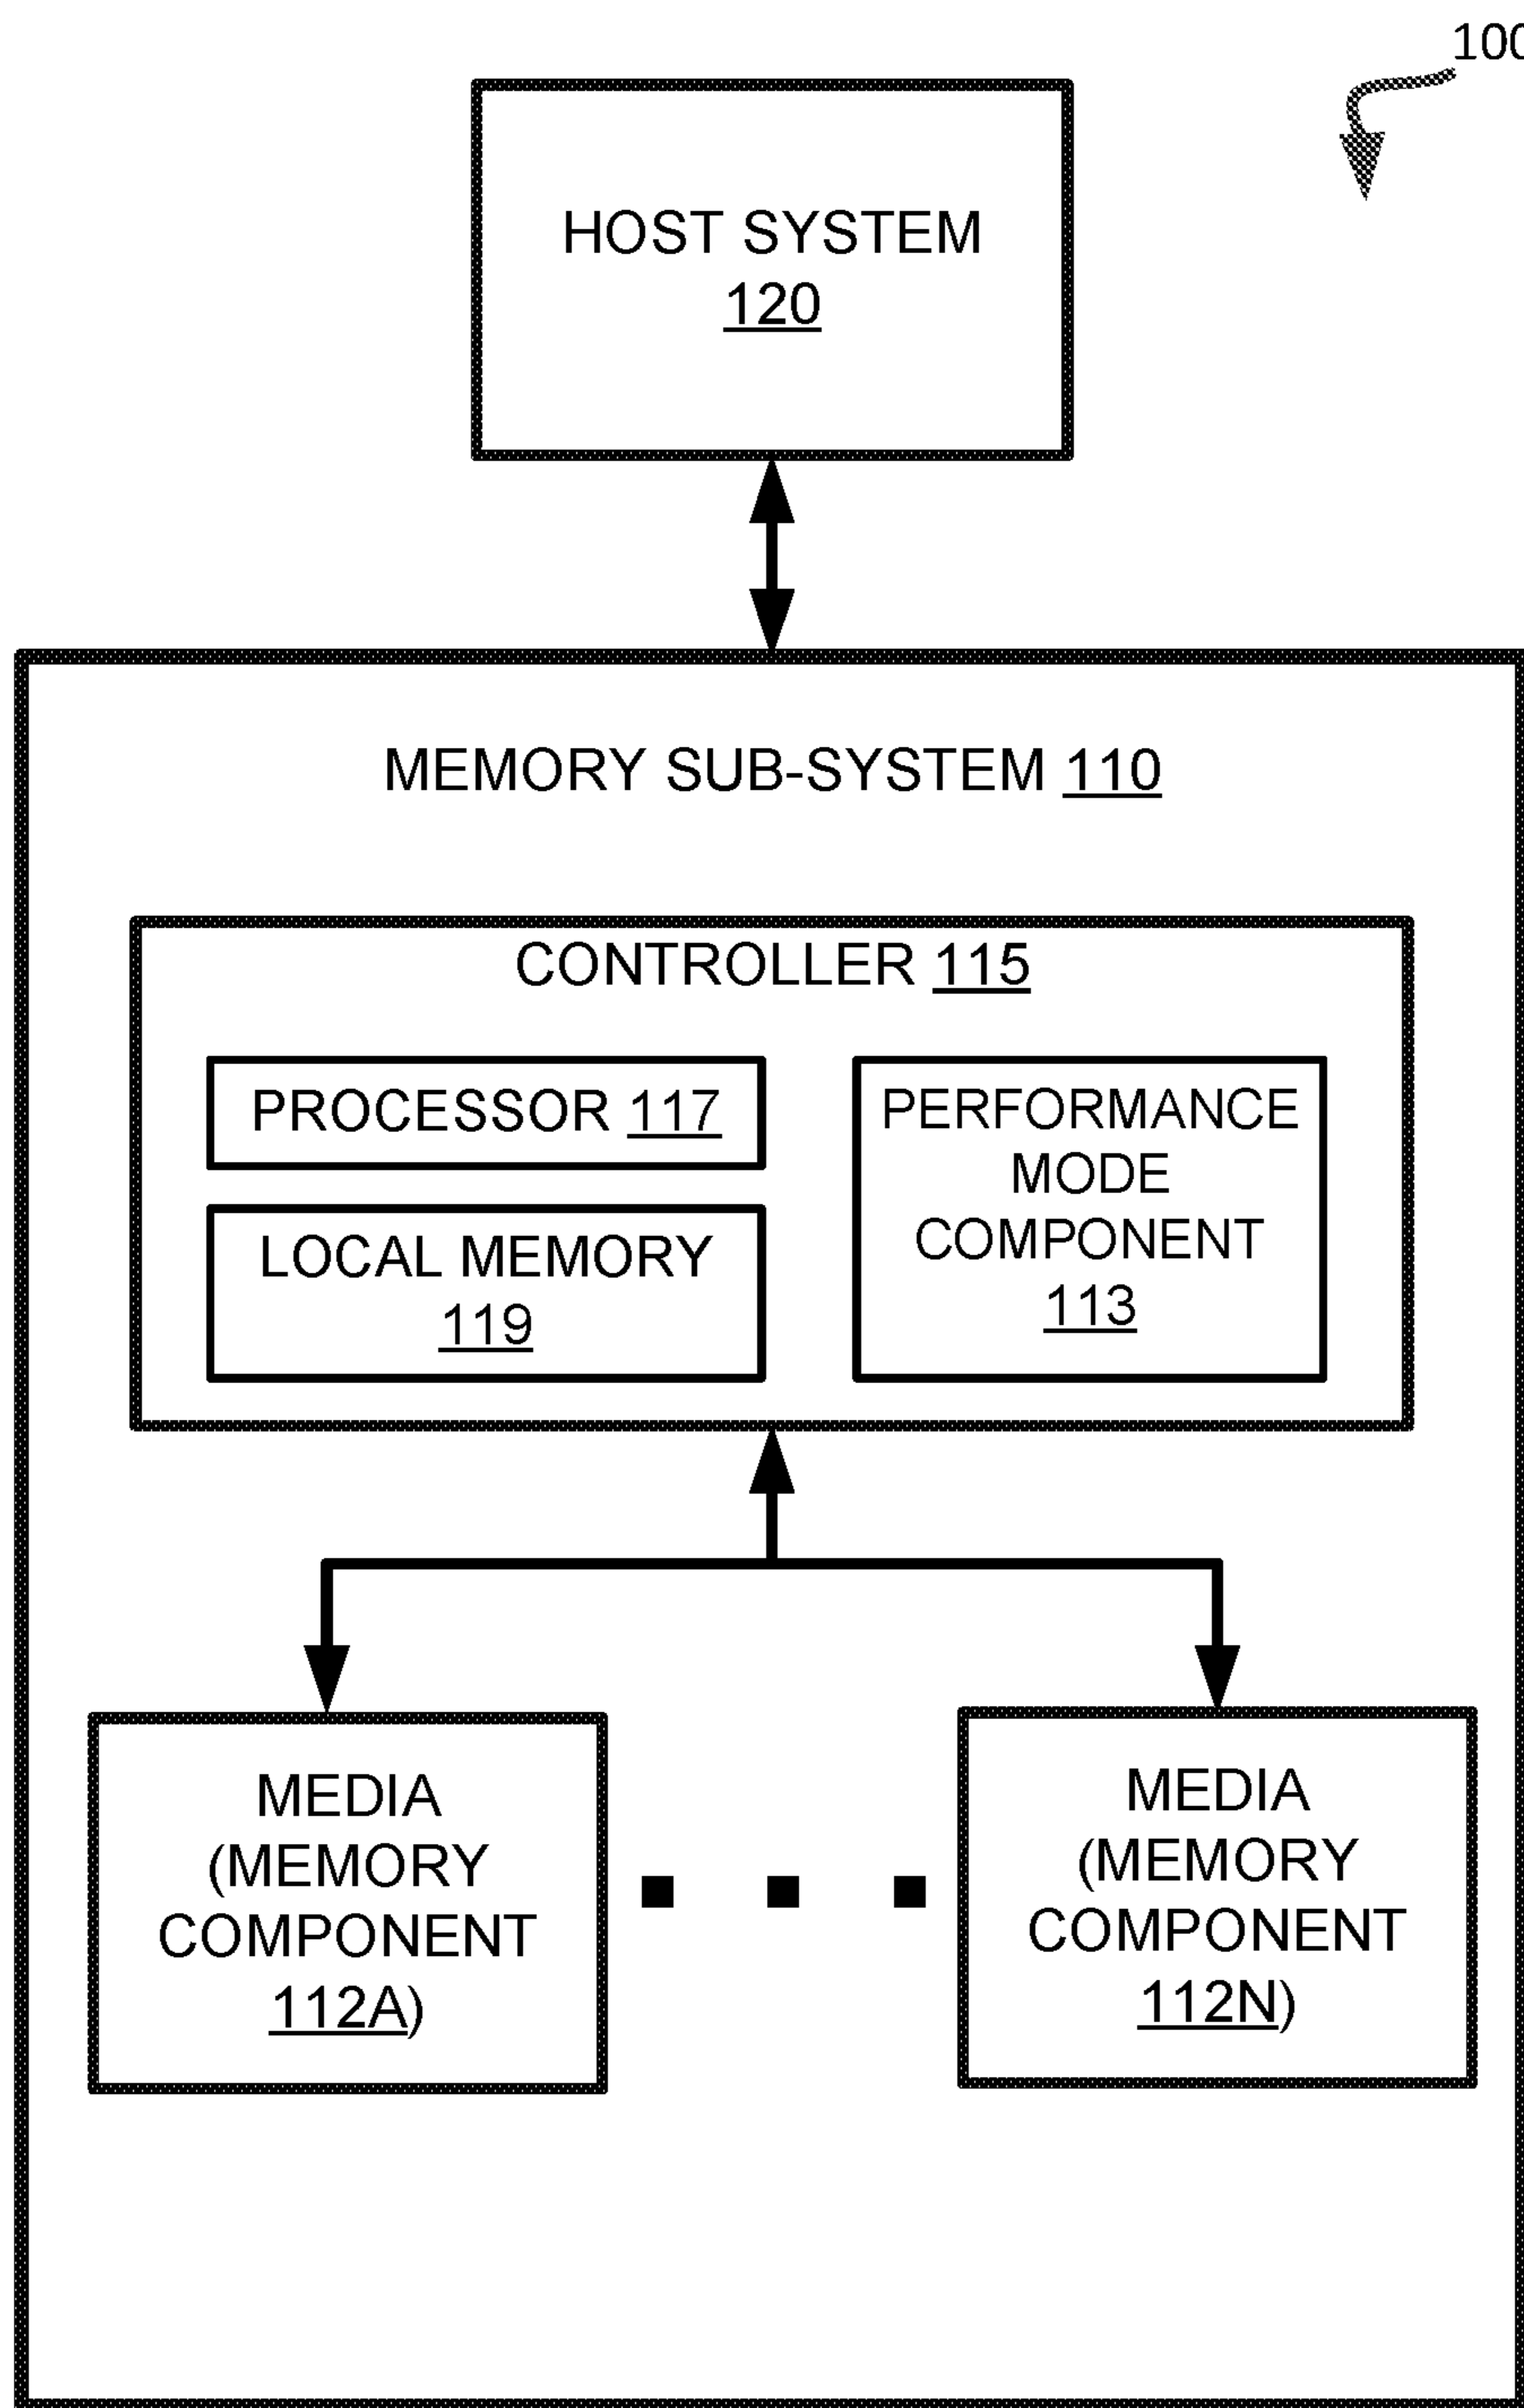 100
HOST SYSTEM
120
MEMORY SUB-SYSTEM 110
CONTROLLER 115
PROCESSOR 117
LOCAL MEMORY
119
PERFORMANCE
MODE
COMPONENT
113
MEDIA
(MEMORY
COMPONENT
112A)
MEDIA
(MEMORY
COMPONENT
112N)